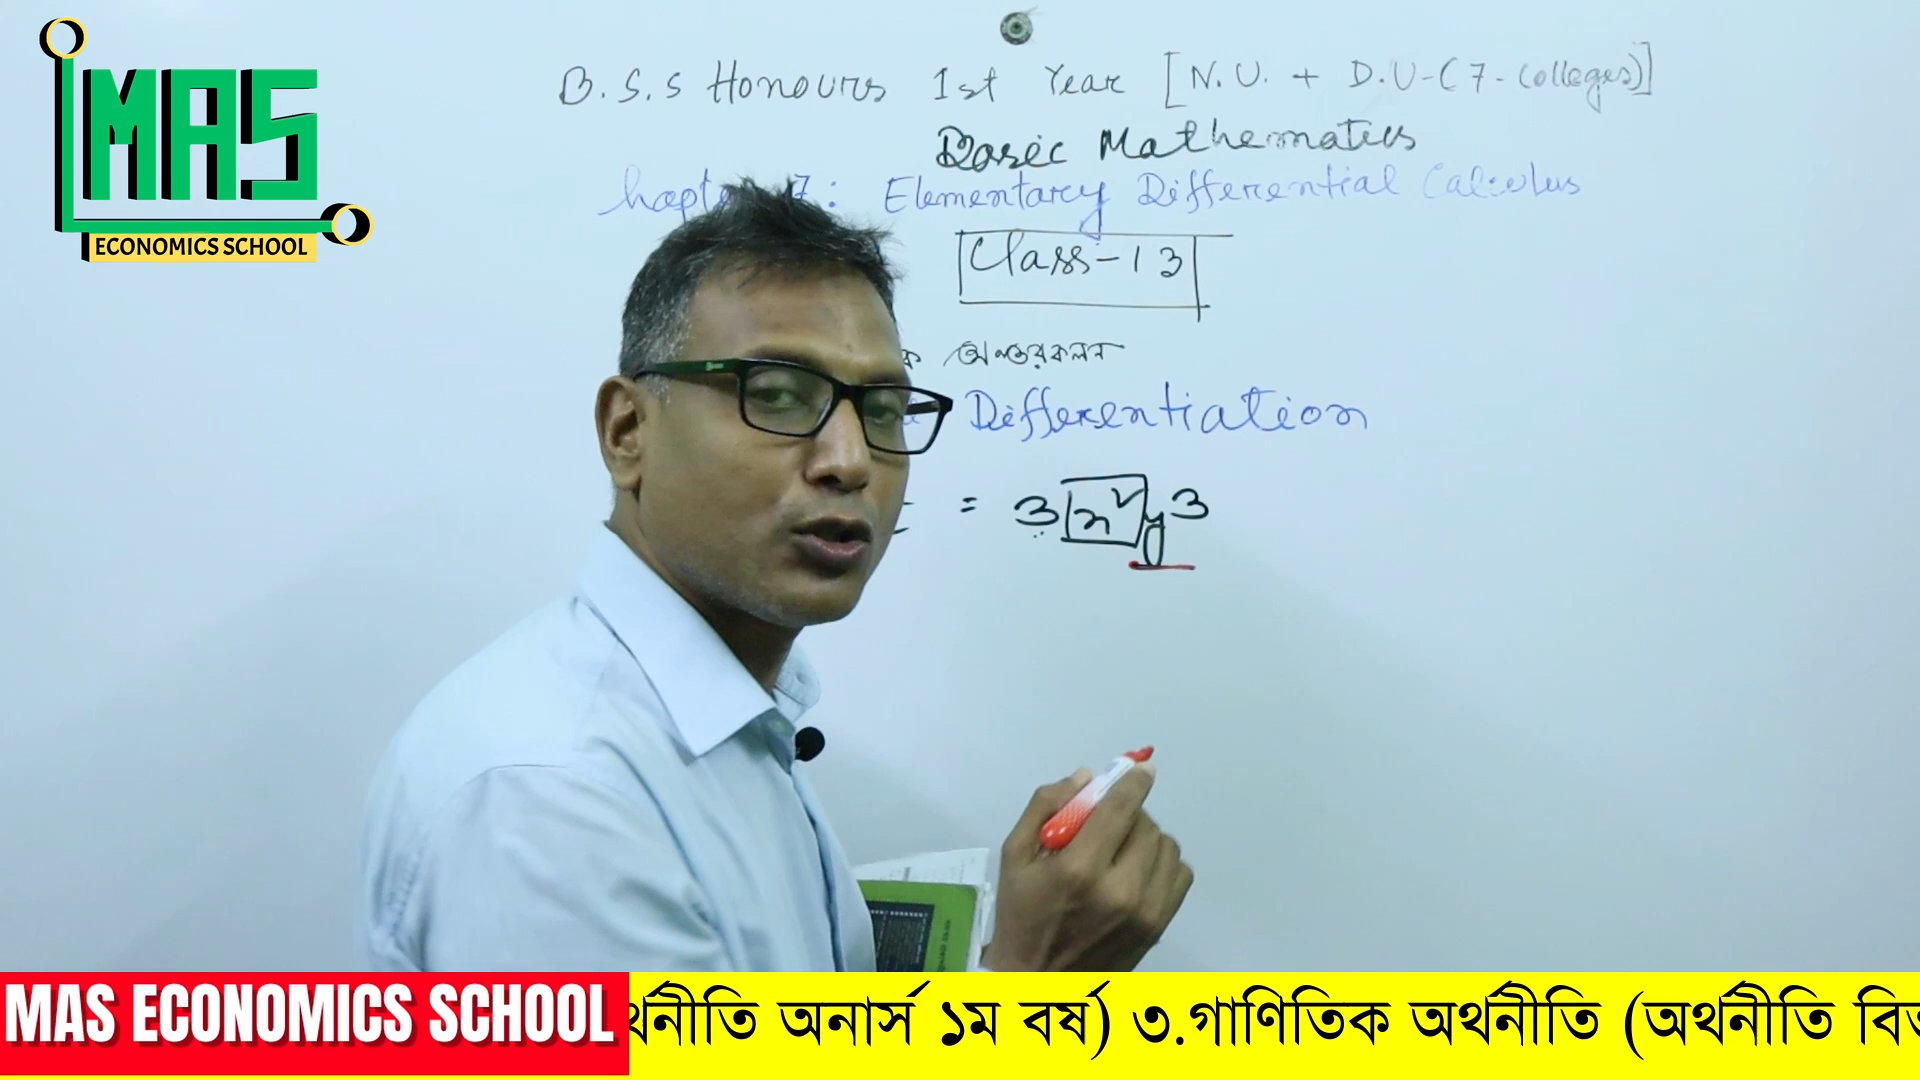 MAS
ECONOMICS SCHOOL
B.S.S Honours 1st Year [N.U. + D.U-(7-Colleges)]
Basic Mathematics
7: Elementary Differential Calculus
Class-13
অন্তরকলন
Differentiation
= 3x²y3
MAS ECONOMICS SCHOOL
র্থনীতি অনার্স ১ম বর্ষ) ৩.গাণিতিক অর্থনীতি (অর্থনীতি